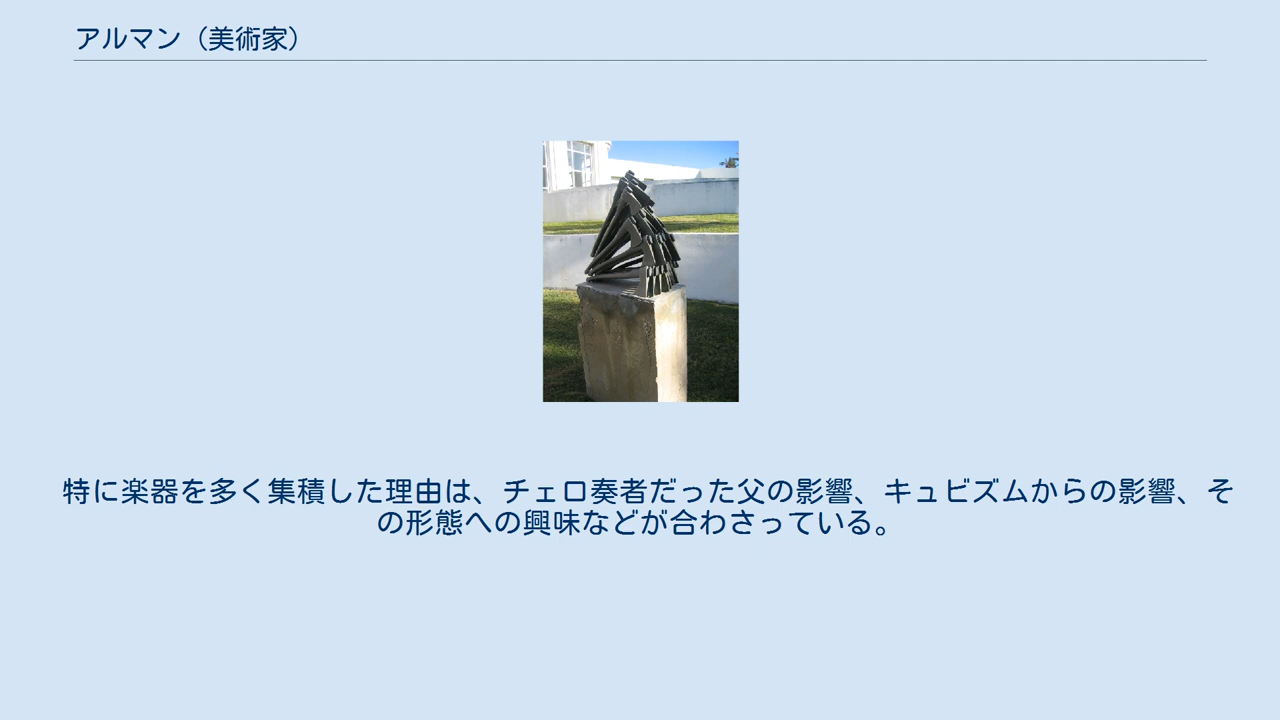 アルマン（美術家）
特に楽器を多く集積した理由は、チェロ奏者だった父の影響、キュビズムからの影響、そ
の形態への興味などが合わさっている。